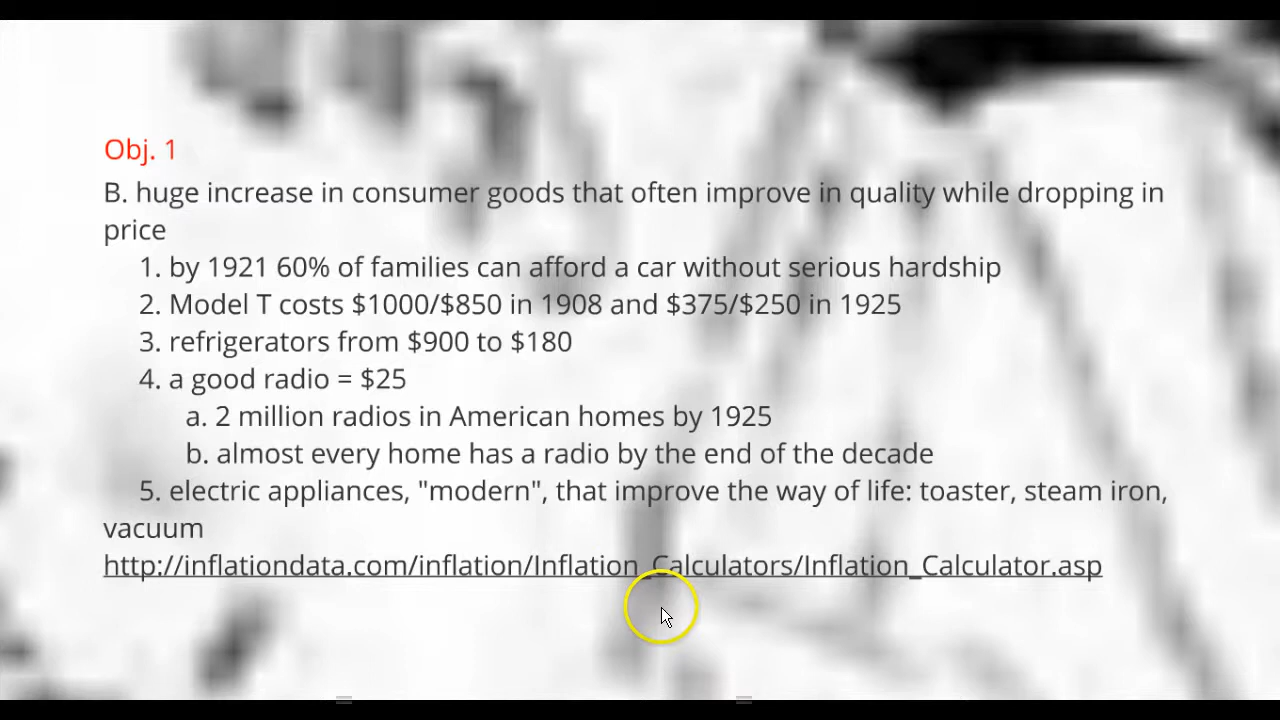 Obj. 1
B. huge increase in consumer goods that often improve in quality while dropping in
price
1. by 1921 60% of families can afford a car without serious hardship
2. Model T costs $1000/$850 in 1908 and $375/$250 in 1925
3. refrigerators from $900 to $180
4. a good radio = $25
a. 2 million radios in American homes by 1925
b. almost every home has a radio by the end of the decade
5. electric appliances, "modern", that improve the way of life: toaster, steam iron,
vacuum
http://inflationdata.com/inflation/Inflation_Calculators/Inflation_Calculator.asp